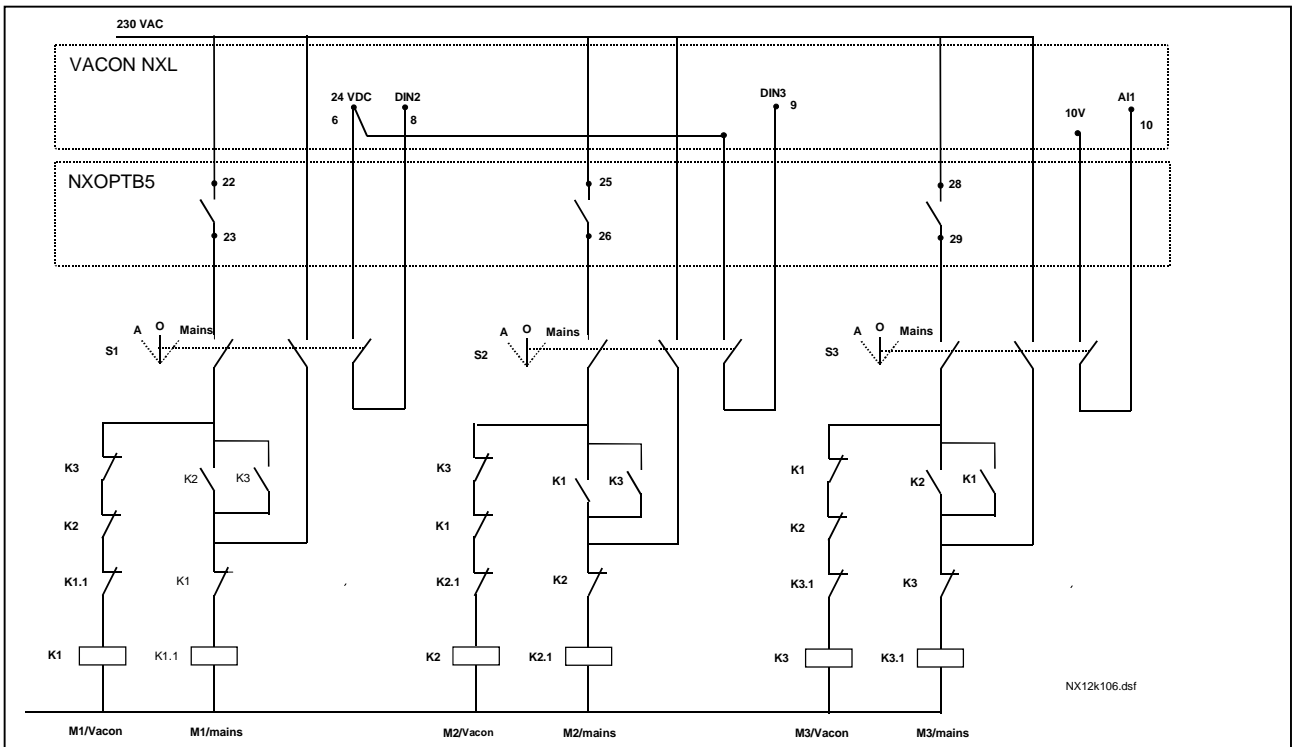 230 VAC
VACON NXL
24 VDC DIN2 DIN3 AI1
6 8 9 10V 10
NXOPTB5
22 25 28
23 26 29
A O Mains A O Mains A O Mains
S1 S2 S3
K3 K2 K3 K3 K1 K3 K1 K2 K1
K2 K1 K2
K1.1 K1 K2.1 K2 K3.1 K3
K1 K1.1 K2 K2.1 K3 K3.1
NX12k106.dsf
M1/Vacon M1/mains M2/Vacon M2/mains M3/Vacon M3/mains